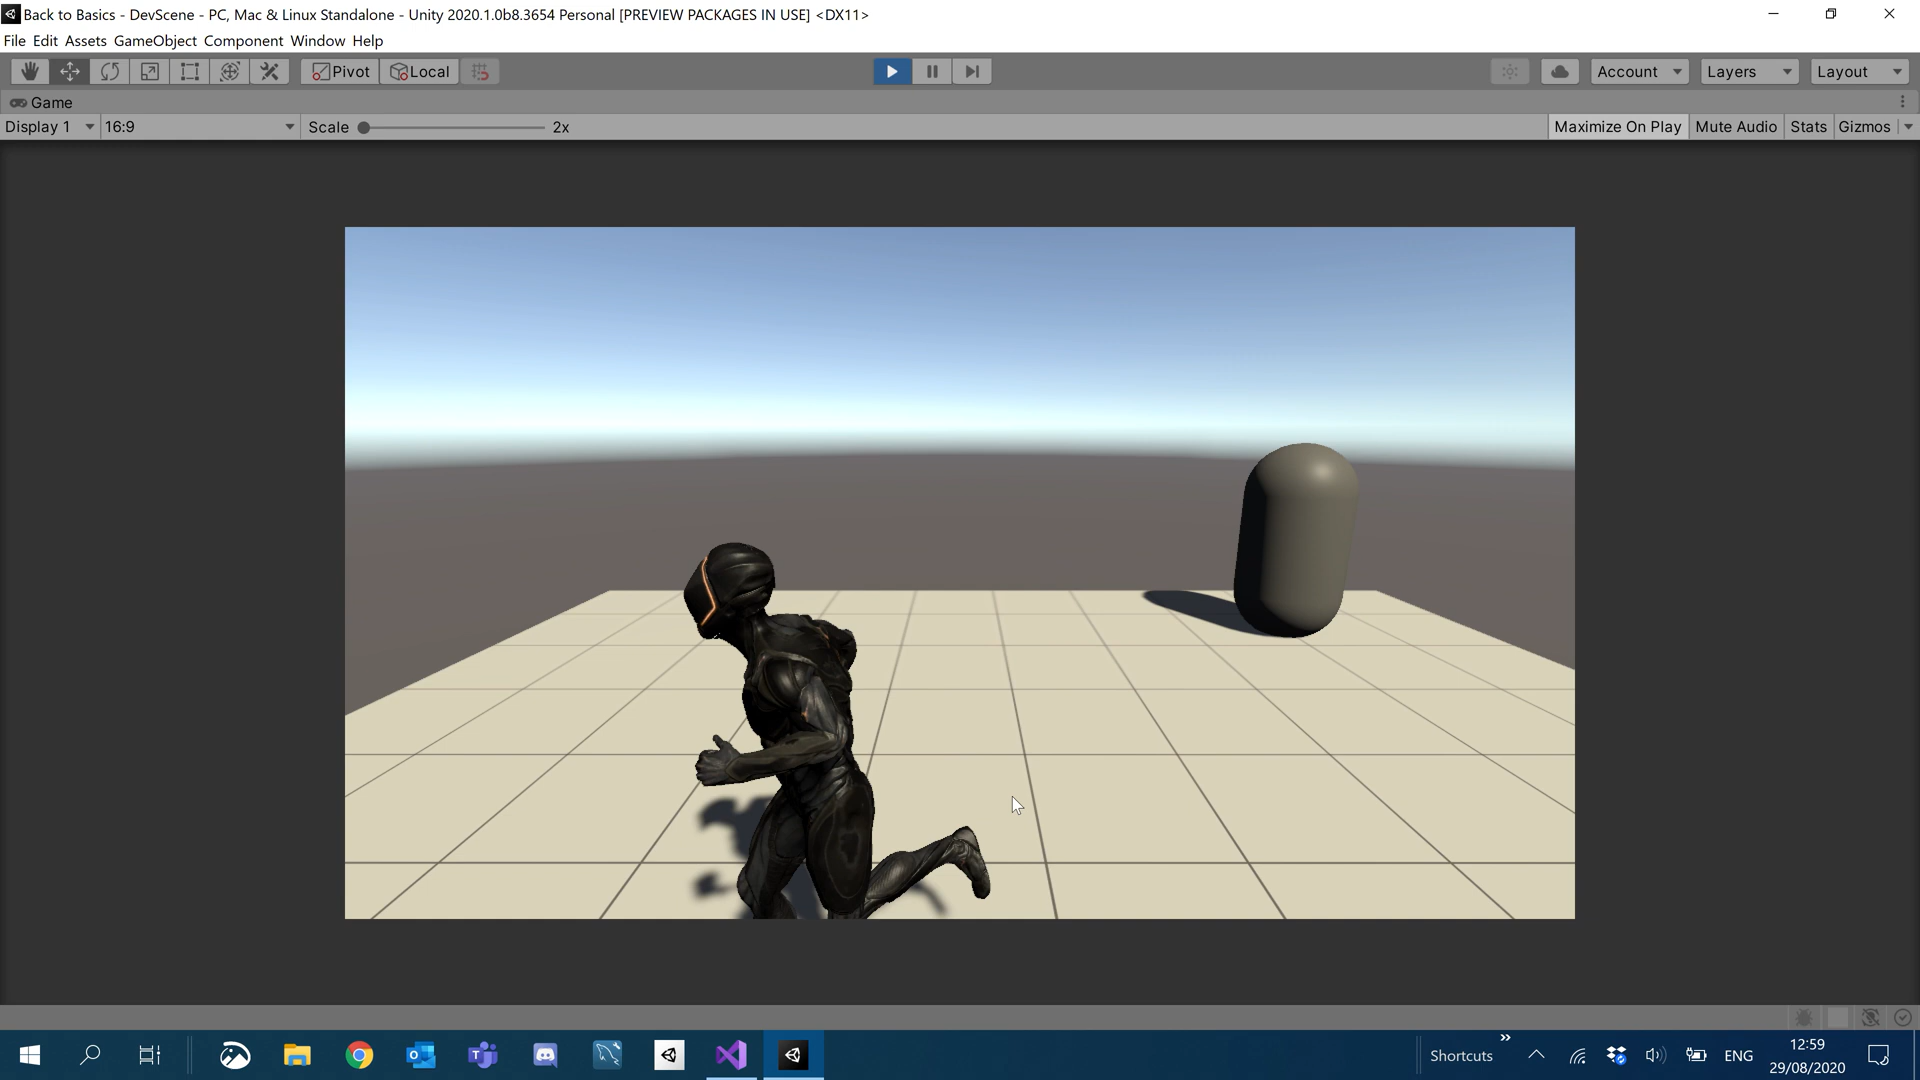 Back to Basics - DevScene - PC, Mac & Linux Standalone - Unity 2020.1.0b8.3654 Personal [PREVIEW PACKAGES IN USE] <DX11>
File Edit Assets GameObject Component Window Help
Pivot Local Account Layers Layout
Game
Display 1 16:9 Scale 2x Maximize On Play Mute Audio Stats Gizmos
Shortcuts ENG 12:59
29/08/2020